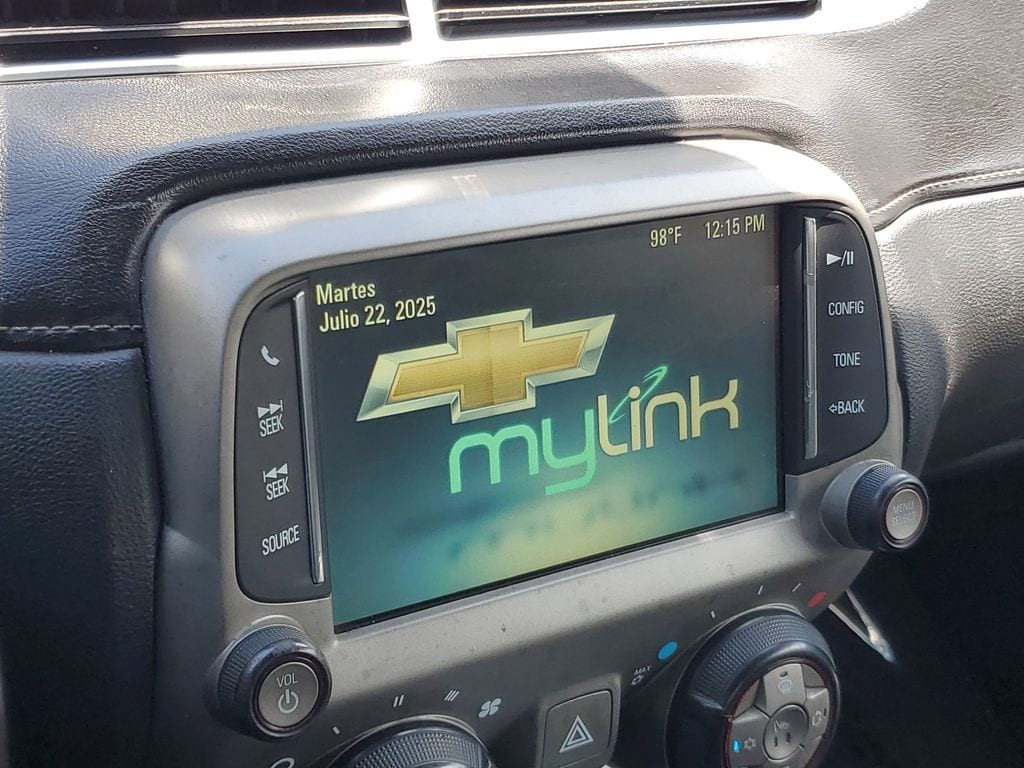 98°F 12:15 PM
Martes
Julio 22, 2025
mylink
SEEK
SEEK
SOURCE
VOL
CONFIG
TONE
BACK
MENU
SELECT
MAX